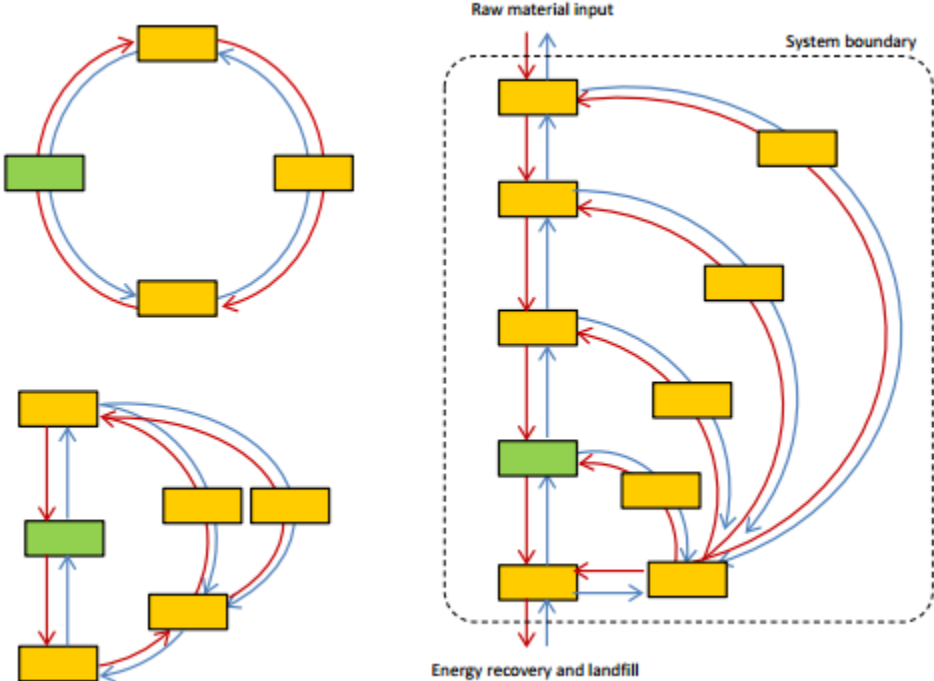 Raw material input
System boundary
Energy recovery and landfill